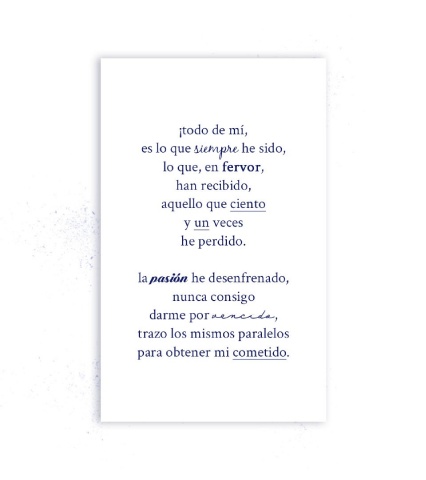 ¡todo de mí,
es lo que siempre he sido,
lo que, en fervor,
han recibido,
aquello que ciento
y un veces
he perdido.
la pasión he desenfrenado,
nunca consigo
darme por vencido,
trazo los mismos paralelos
para obtener mi cometido.